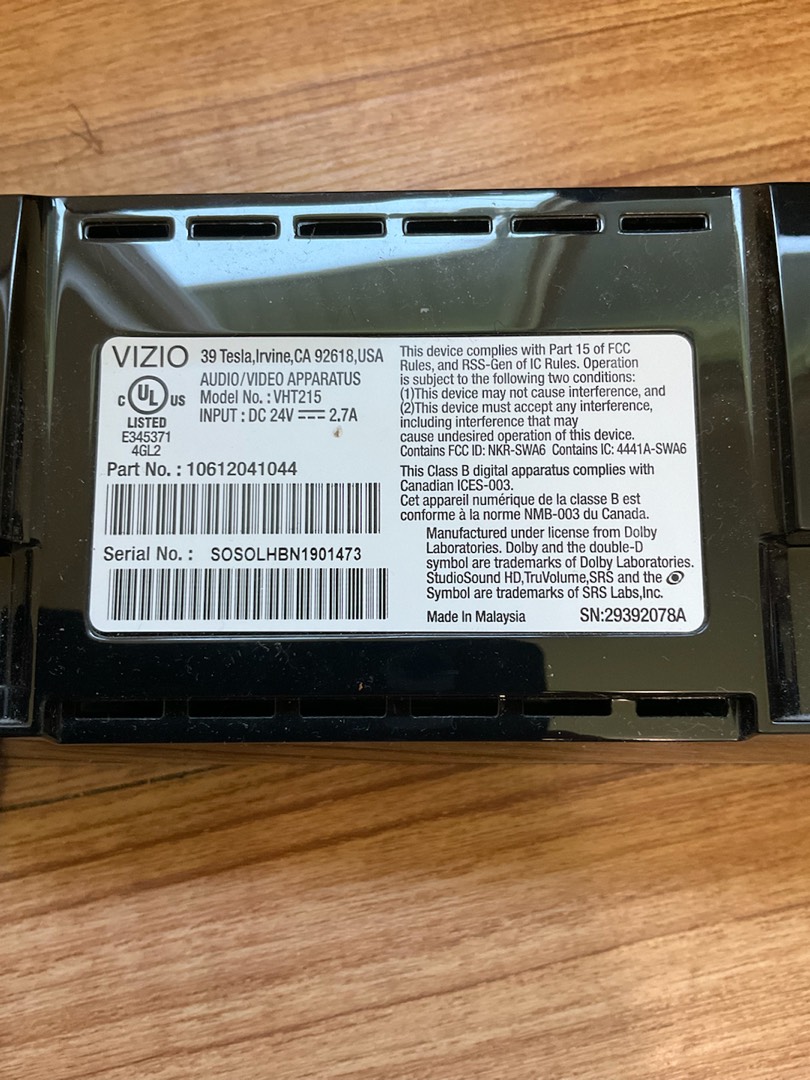 VIZIO 39 Tesla,Irvine,CA 92618,USA
AUDIO/VIDEO APPARATUS
Model No. : VHT215
INPUT : DC 24V ⎓ 2.7A
C UL US
LISTED
E345371
4GL2
Part No. : 10612041044
Serial No. : SOSOLHBN1901473
This device complies with Part 15 of FCC
Rules, and RSS-Gen of IC Rules. Operation
is subject to the following two conditions:
(1)This device may not cause interference, and
(2)This device must accept any interference,
including interference that may
cause undesired operation of this device.
Contains FCC ID: NKR-SWA6 Contains IC: 4441A-SWA6
This Class B digital apparatus complies with
Canadian ICES-003.
Cet appareil numérique de la classe B est
conforme à la norme NMB-003 du Canada.
Manufactured under license from Dolby
Laboratories. Dolby and the double-D
symbol are trademarks of Dolby Laboratories.
StudioSound HD,TruVolume,SRS and the
Symbol are trademarks of SRS Labs,Inc.
Made In Malaysia SN:29392078A